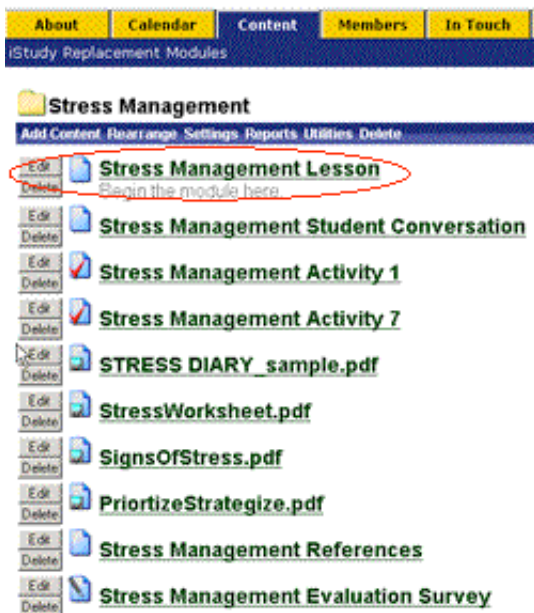 About Calendar Content Members In Touch
iStudy Replacement Modules
Stress Management
Add Content Rearrange Settings Reports Utilities Delete
Edit Stress Management Lesson
Delete Begin the module here.
Edit
Delete Stress Management Student Conversation
Edit
Delete Stress Management Activity 1
Edit
Delete Stress Management Activity 7
Edit
Delete STRESS DIARY_sample.pdf
Edit
Delete StressWorksheet.pdf
Edit
Delete SignsOfStress.pdf
Edit
Delete PriortizeStrategize.pdf
Edit
Delete Stress Management References
Edit
Delete Stress Management Evaluation Survey